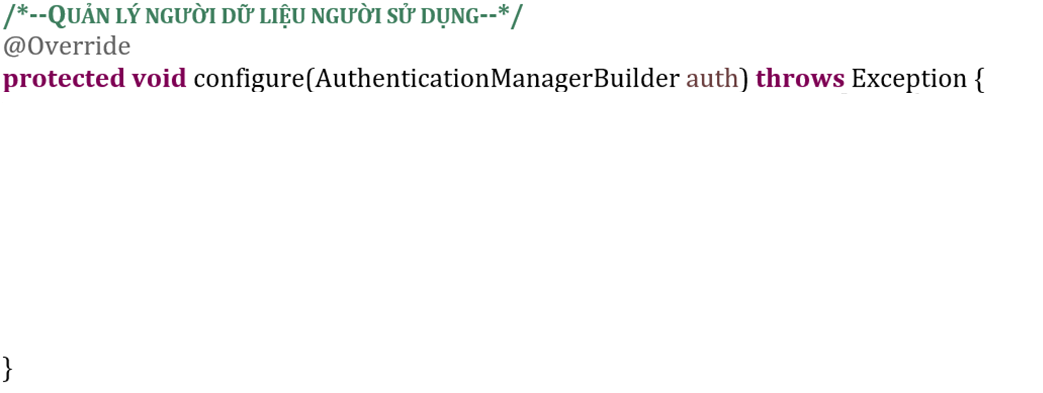 /*--QUẢN LÝ NGƯỜI DỮ LIỆU NGƯỜI SỬ DỤNG--*/
@Override
protected void configure(AuthenticationManagerBuilder auth) throws Exception {
}